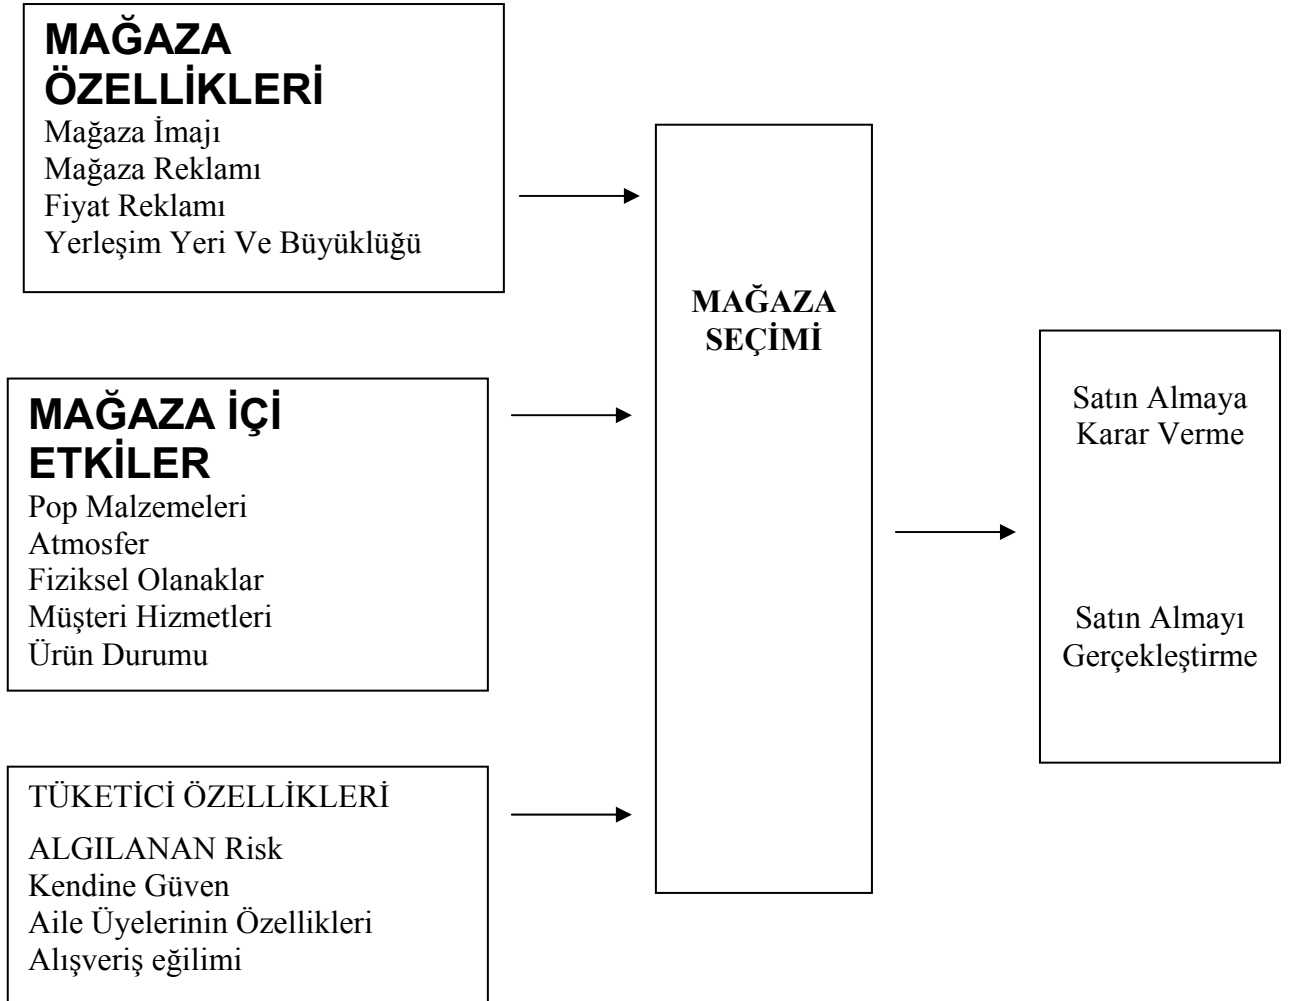 MAĞAZA
ÖZELLİKLERİ
Mağaza İmajı
Mağaza Reklamı
Fiyat Reklamı
Yerleşim Yeri Ve Büyüklüğü
MAĞAZA İÇİ
ETKİLER
Pop Malzemeleri
Atmosfer
Fiziksel Olanaklar
Müşteri Hizmetleri
Ürün Durumu
TÜKETİCİ ÖZELLİKLERİ
ALGILANAN Risk
Kendine Güven
Aile Üyelerinin Özellikleri
Alışveriş eğilimi
MAĞAZA
SEÇİMİ
Satın Almaya
Karar Verme
Satın Almayı
Gerçekleştirme